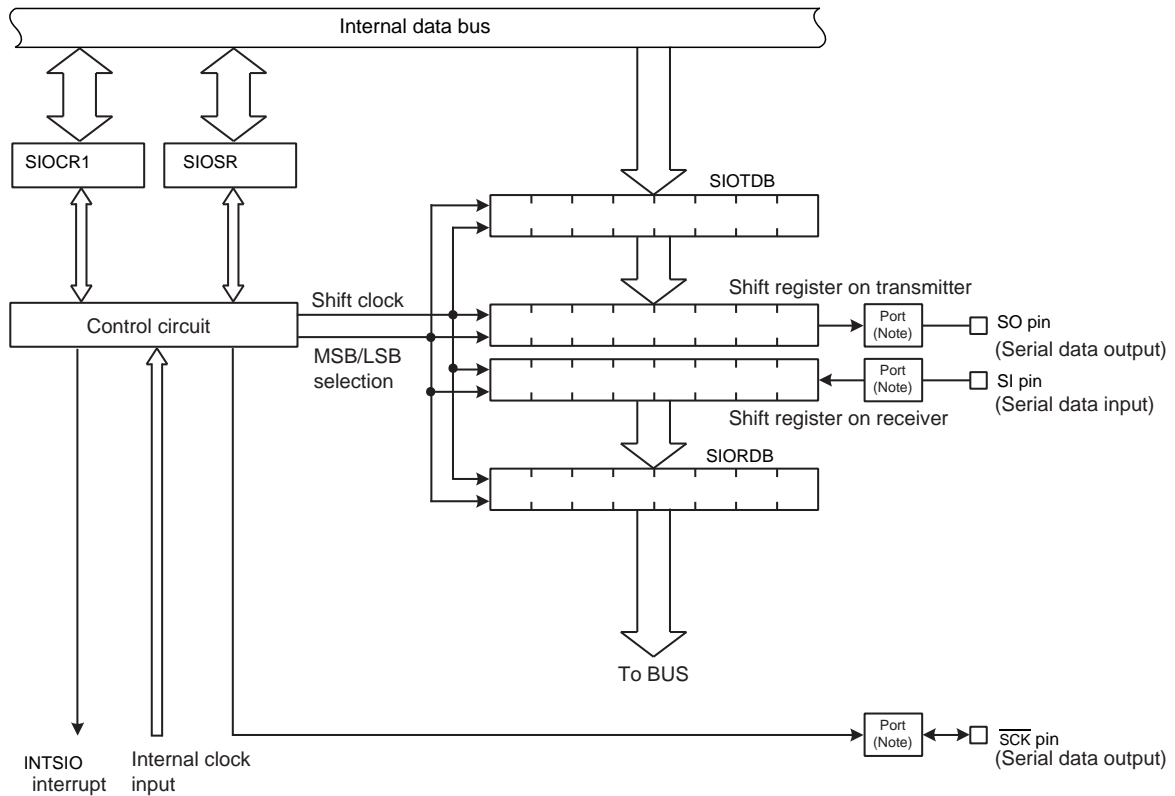 Internal data bus
SIOCR1
SIOSR
SIOTDB
Shift clock
Shift register on transmitter
Control circuit
Port
(Note)
SO pin
(Serial data output)
MSB/LSB
selection
Port
(Note)
SI pin
(Serial data input)
Shift register on receiver
SIORDB
To BUS
INTSIO
interrupt
Internal clock
input
Port
(Note)
SCK pin
(Serial data output)